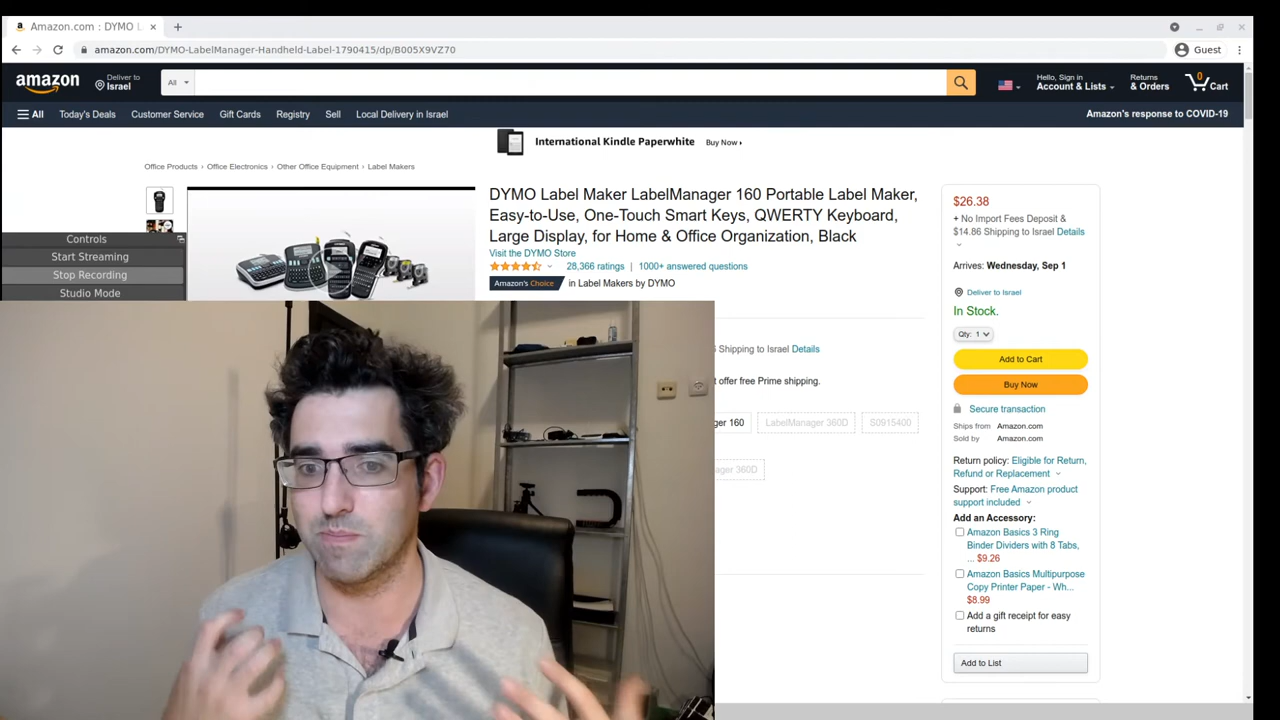 Amazon.com : DYMO L
amazon.com/DYMO-LabelManager-Handheld-Label-1790415/dp/B005X9VZ70
Guest
amazon
Deliver to
Israel
All
Hello, Sign in
Account & Lists
Returns
& Orders
0
Cart
All
Today's Deals
Customer Service
Gift Cards
Registry
Sell
Local Delivery in Israel
Amazon's response to COVID-19
International Kindle Paperwhite
Buy Now
Office Products › Office Electronics › Other Office Equipment › Label Makers
DYMO Label Maker LabelManager 160 Portable Label Maker,
Easy-to-Use, One-Touch Smart Keys, QWERTY Keyboard,
Large Display, for Home & Office Organization, Black
Visit the DYMO Store
28,366 ratings | 1000+ answered questions
Amazon's Choice in Label Makers by DYMO
Controls
Start Streaming
Stop Recording
Studio Mode
Shipping to Israel Details
t offer free Prime shipping.
ger 160
LabelManager 360D
S0915400
ager 360D
$26.38
+ No Import Fees Deposit &
$14.86 Shipping to Israel Details
Arrives: Wednesday, Sep 1
Deliver to Israel
In Stock.
Qty: 1
Add to Cart
Buy Now
Secure transaction
Ships from Amazon.com
Sold by Amazon.com
Return policy: Eligible for Return,
Refund or Replacement
Support: Free Amazon product
support included
Add an Accessory:
Amazon Basics 3 Ring
Binder Dividers with 8 Tabs,
... $9.26
Amazon Basics Multipurpose
Copy Printer Paper - Wh...
$8.99
Add a gift receipt for easy
returns
Add to List